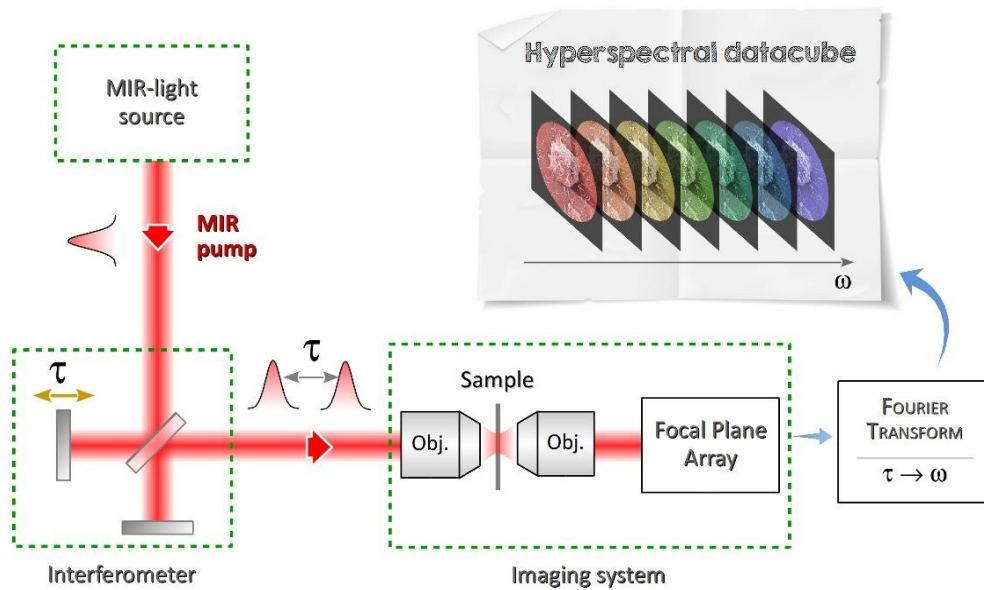 MIR-light
source
Hyperspectral datacube
ω
MIR
pump
τ
τ
Sample
Obj.
Obj.
Focal Plane
Array
FOURIER
TRANSFORM
τ → ω
Interferometer
Imaging system